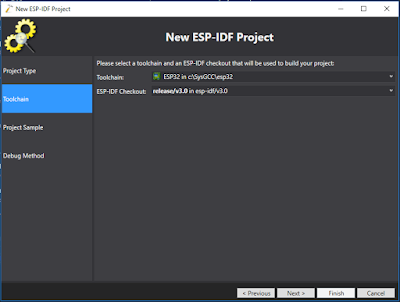 New ESP-IDF Project
New ESP-IDF Project
Project Type
Please select a toolchain and an ESP-IDF checkout that will be used to build your project:
Toolchain: ESP32 in c:\SysGCC\esp32
Toolchain
ESP-IDF Checkout: release/v3.0 in esp-idf/v3.0
Project Sample
Debug Method
< Previous Next > Finish Cancel